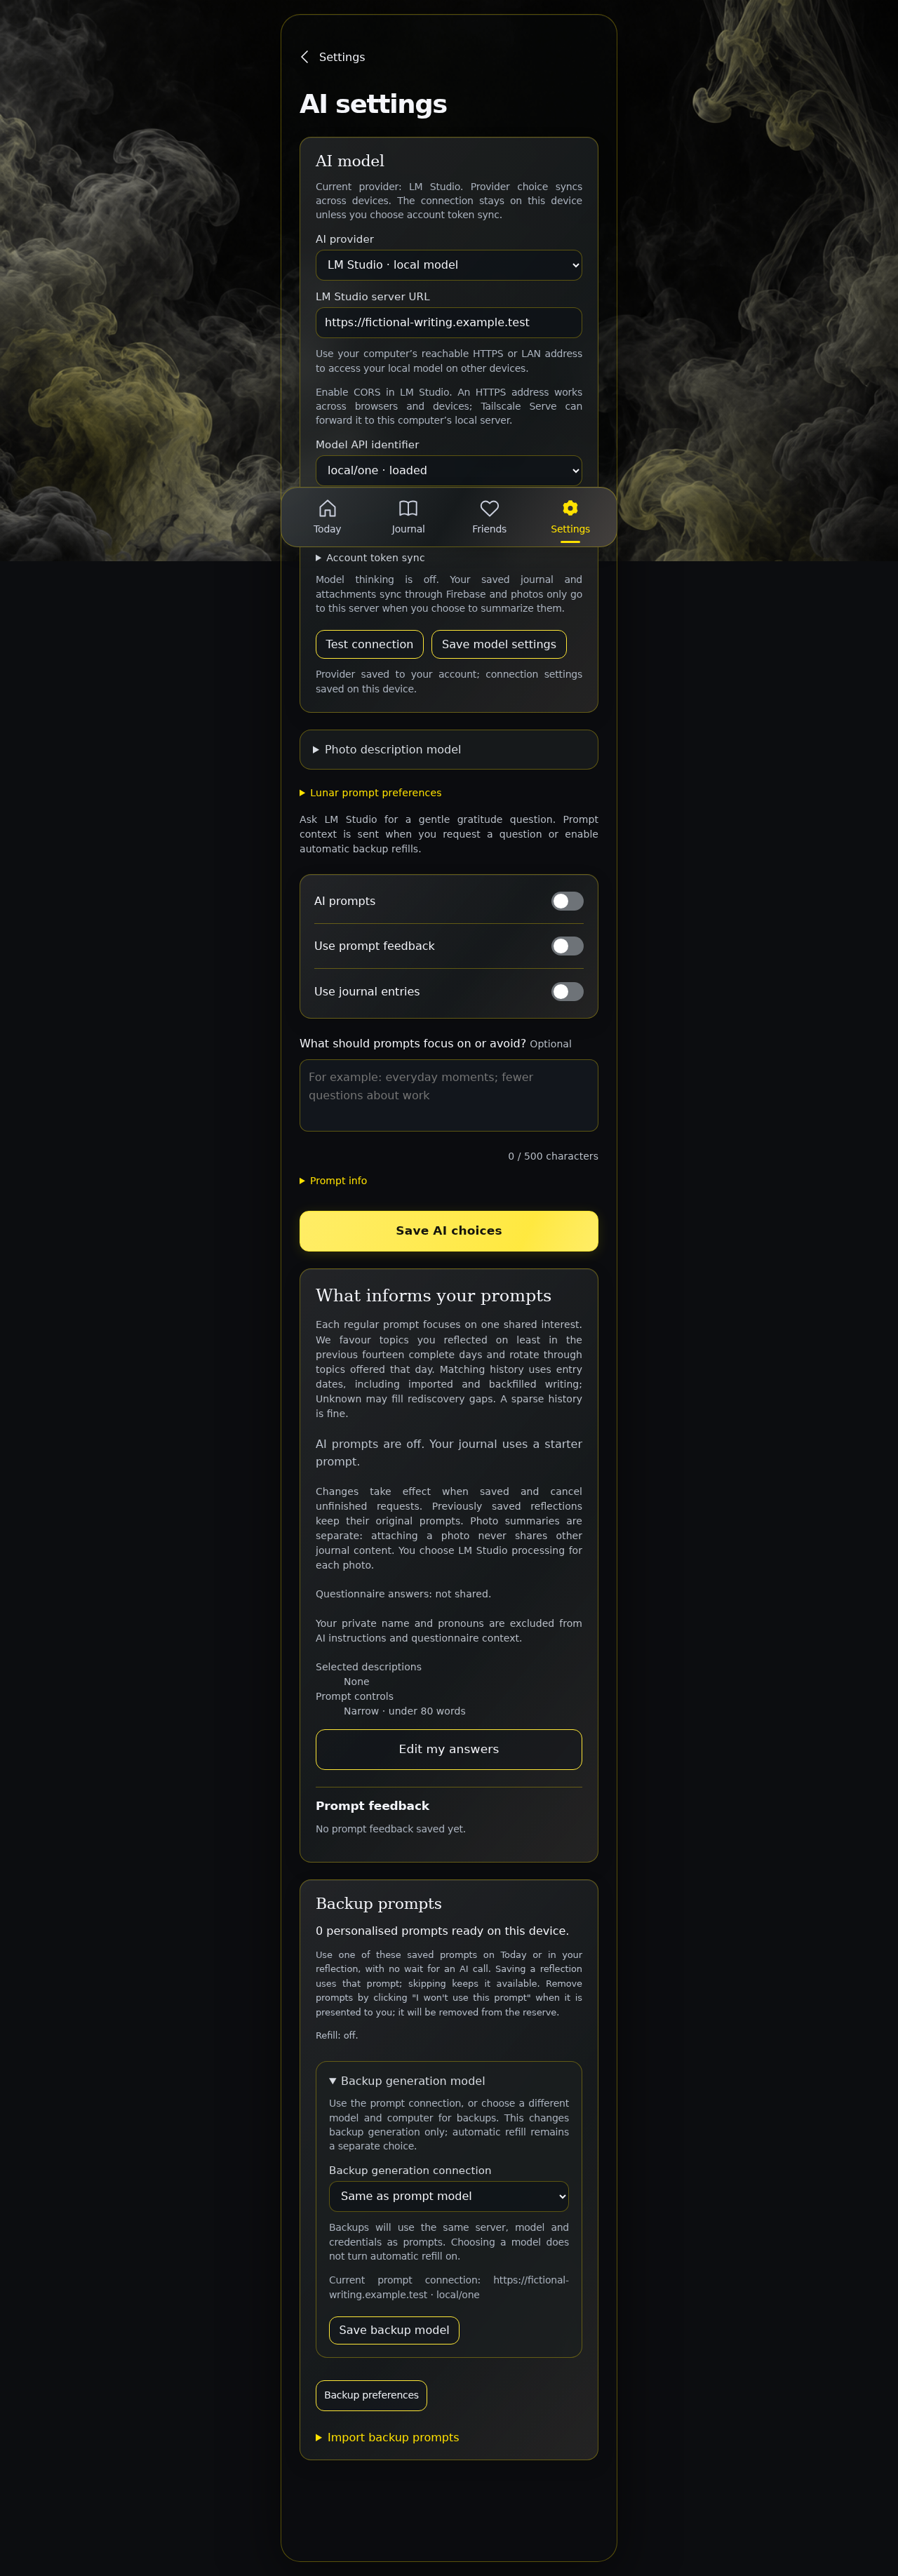 Settings
AI settings
AI model
Current provider: LM Studio. Provider choice syncs
across devices. The connection stays on this device
unless you choose account token sync.
AI provider
LM Studio · local model
LM Studio server URL
https://fictional-writing.example.test
Use your computer’s reachable HTTPS or LAN address
to access your local model on other devices.
Enable CORS in LM Studio. An HTTPS address works
across browsers and devices; Tailscale Serve can
forward it to this computer’s local server.
Model API identifier
local/one · loaded
Today
Journal
Friends
Settings
Account token sync
Model thinking is off. Your saved journal and
attachments sync through Firebase and photos only go
to this server when you choose to summarize them.
Test connection
Save model settings
Provider saved to your account; connection settings
saved on this device.
Photo description model
Lunar prompt preferences
Ask LM Studio for a gentle gratitude question. Prompt
context is sent when you request a question or enable
automatic backup refills.
AI prompts
Use prompt feedback
Use journal entries
What should prompts focus on or avoid? Optional
For example: everyday moments; fewer
questions about work
0 / 500 characters
Prompt info
Save AI choices
What informs your prompts
Each regular prompt focuses on one shared interest.
We favour topics you reflected on least in the
previous fourteen complete days and rotate through
topics offered that day. Matching history uses entry
dates, including imported and backfilled writing;
Unknown may fill rediscovery gaps. A sparse history
is fine.
AI prompts are off. Your journal uses a starter
prompt.
Changes take effect when saved and cancel
unfinished requests. Previously saved reflections
keep their original prompts. Photo summaries are
separate: attaching a photo never shares other
journal content. You choose LM Studio processing for
each photo.
Questionnaire answers: not shared.
Your private name and pronouns are excluded from
AI instructions and questionnaire context.
Selected descriptions
None
Prompt controls
Narrow · under 80 words
Edit my answers
Prompt feedback
No prompt feedback saved yet.
Backup prompts
0 personalised prompts ready on this device.
Use one of these saved prompts on Today or in your
reflection, with no wait for an AI call. Saving a reflection
uses that prompt; skipping keeps it available. Remove
prompts by clicking "I won't use this prompt" when it is
presented to you; it will be removed from the reserve.
Refill: off.
Backup generation model
Use the prompt connection, or choose a different
model and computer for backups. This changes
backup generation only; automatic refill remains
a separate choice.
Backup generation connection
Same as prompt model
Backups will use the same server, model and
credentials as prompts. Choosing a model does
not turn automatic refill on.
Current prompt connection: https://fictional-
writing.example.test · local/one
Save backup model
Backup preferences
Import backup prompts